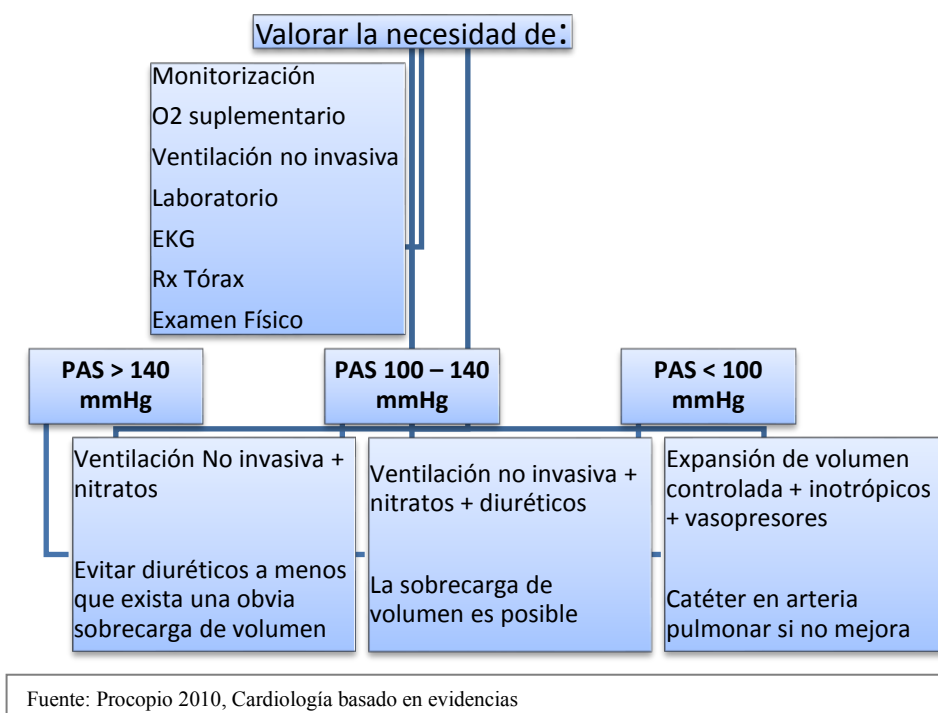 Valorar la necesidad de:
Monitorización
O2 suplementario
Ventilación no invasiva
Laboratorio
EKG
Rx Tórax
Examen Físico
PAS > 140
mmHg
PAS 100 – 140
mmHg
PAS < 100
mmHg
Ventilación No invasiva +
nitratos
Evitar diuréticos a menos
que exista una obvia
sobrecarga de volumen
Ventilación no invasiva +
nitratos + diuréticos
La sobrecarga de
volumen es posible
Expansión de volumen
controlada + inotrópicos
+ vasopresores
Catéter en arteria
pulmonar si no mejora
Fuente: Procopio 2010, Cardiología basado en evidencias